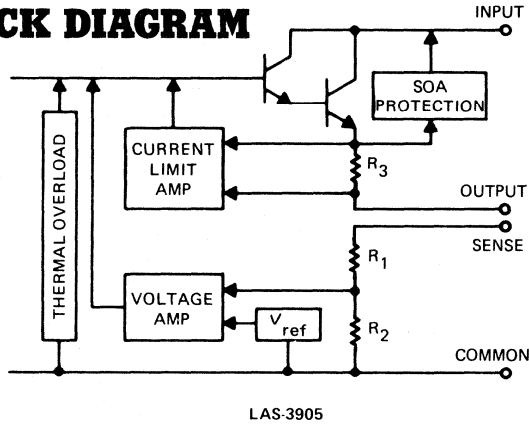 CK DIAGRAM
INPUT
SOA
PROTECTION
CURRENT
LIMIT
AMP
R3
THERMAL OVERLOAD
OUTPUT
SENSE
R1
VOLTAGE
AMP
Vref
R2
COMMON
LAS-3905